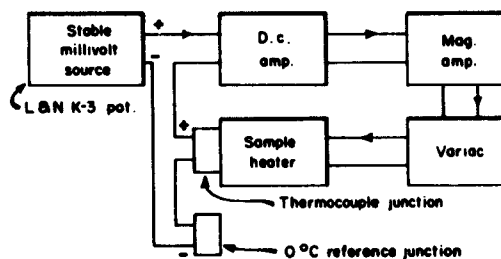 +
Stable
millivolt
source
-
L&N K-3 pot.
D.c.
amp.
Mag.
amp.
+
Sample
heater
Variac
Thermocouple junction
-
0 °C reference junction